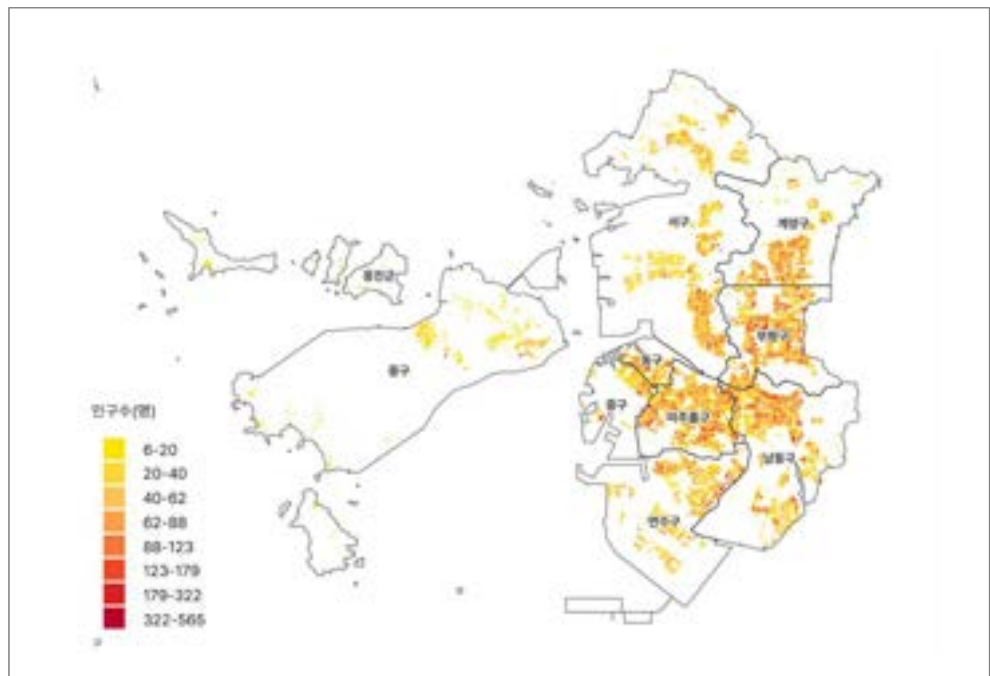 서구
계양구
옹진군
부평구
동구
중구
중구
미추홀구
남동구
연수구
인구수(명)
6-20
20-40
40-62
62-88
88-123
123-179
179-322
322-565